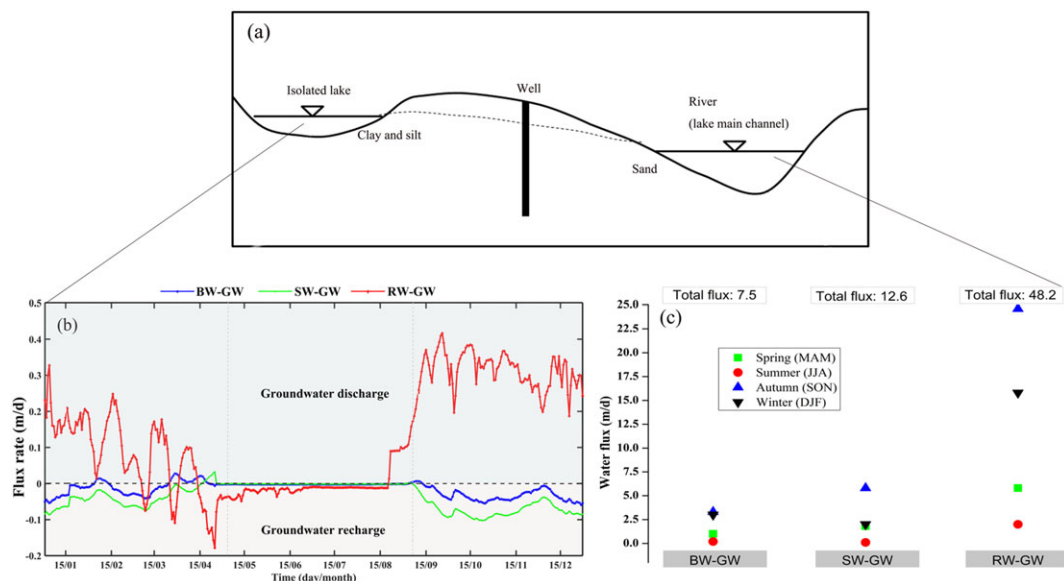 (a)
Isolated lake
Well
River
(lake main channel)
Clay and silt
Sand
BW-GW SW-GW RW-GW
(b)
0.5
0.4
0.3
0.2
0.1
0
-0.1
-0.2
Flux rate (m/d)
Groundwater discharge
Groundwater recharge
15/01 15/02 15/03 15/04 15/05 15/06 15/07 15/08 15/09 15/10 15/11 15/12
Time (day/month)
Total flux: 7.5 Total flux: 12.6 Total flux: 48.2
(c)
25.0
22.5
20.0
17.5
15.0
12.5
10.0
7.5
5.0
2.5
0.0
Water flux (m/d)
Spring (MAM)
Summer (JJA)
Autumn (SON)
Winter (DJF)
BW-GW SW-GW RW-GW